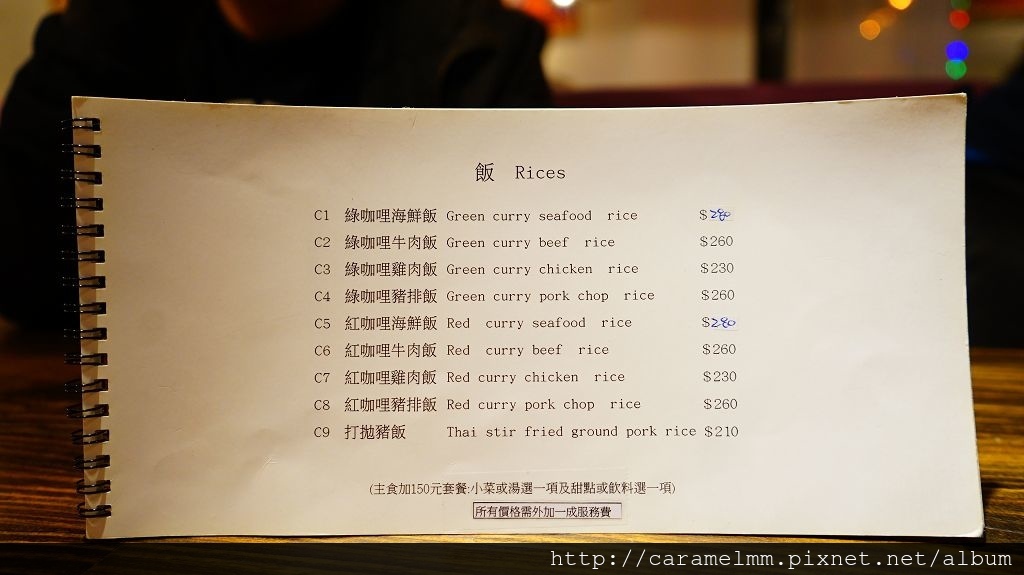 飯 Rices
C1 綠咖哩海鮮飯 Green curry seafood rice $280
C2 綠咖哩牛肉飯 Green curry beef rice $260
C3 綠咖哩雞肉飯 Green curry chicken rice $230
C4 綠咖哩豬排飯 Green curry pork chop rice $260
C5 紅咖哩海鮮飯 Red curry seafood rice $280
C6 紅咖哩牛肉飯 Red curry beef rice $260
C7 紅咖哩雞肉飯 Red curry chicken rice $230
C8 紅咖哩豬排飯 Red curry pork chop rice $260
C9 打拋豬飯 Thai stir fried ground pork rice $210
(主食加150元套餐:小菜或湯選一項及甜點或飲料選一項)
所有價格需外加一成服務費
http://caramelmm.pixnet.net/album